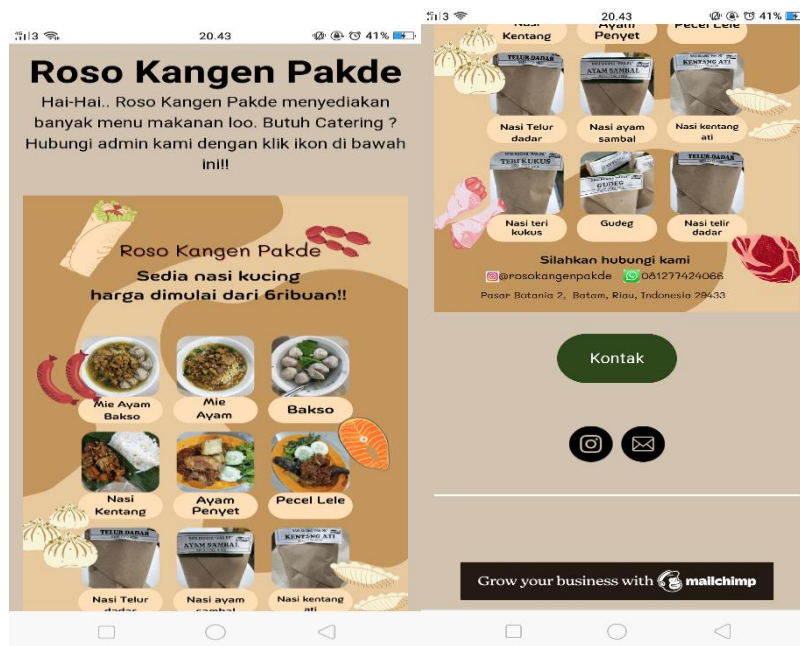 3
20.43
41%
Roso Kangen Pakde
Hai-Hai.. Roso Kangen Pakde menyediakan
banyak menu makanan loo. Butuh Catering ?
Hubungi admin kami dengan klik ikon di bawah
ini!!
Roso Kangen Pakde
Sedia nasi kucing
harga dimulai dari 6ribuan!!
Mie Ayam
Bakso
Mie
Ayam
Bakso
Nasi
Kentang
Ayam
Penyet
Pecel Lele
TELUR DADAR
AYAM SAMBAL
KENTANG ATI
Nasi Telur
dadar
Nasi ayam
sambal
Nasi kentang
ati
3
20.43
41%
Nasi
Kentang
Ayam
Penyet
Pecel Lele
TELUR DADAR
AYAM SAMBAL
KENTANG ATI
Nasi Telur
dadar
Nasi ayam
sambal
Nasi kentang
ati
TERI KUKUS
GUDEG
TELUR DADAR
Nasi teri
kukus
Gudeg
Nasi telir
dadar
Silahkan hubungi kami
@rosokangenpakde 081277424066
Pasar Botania 2, Batam, Riau, Indonesia 29433
Kontak
Grow your business with mailchimp